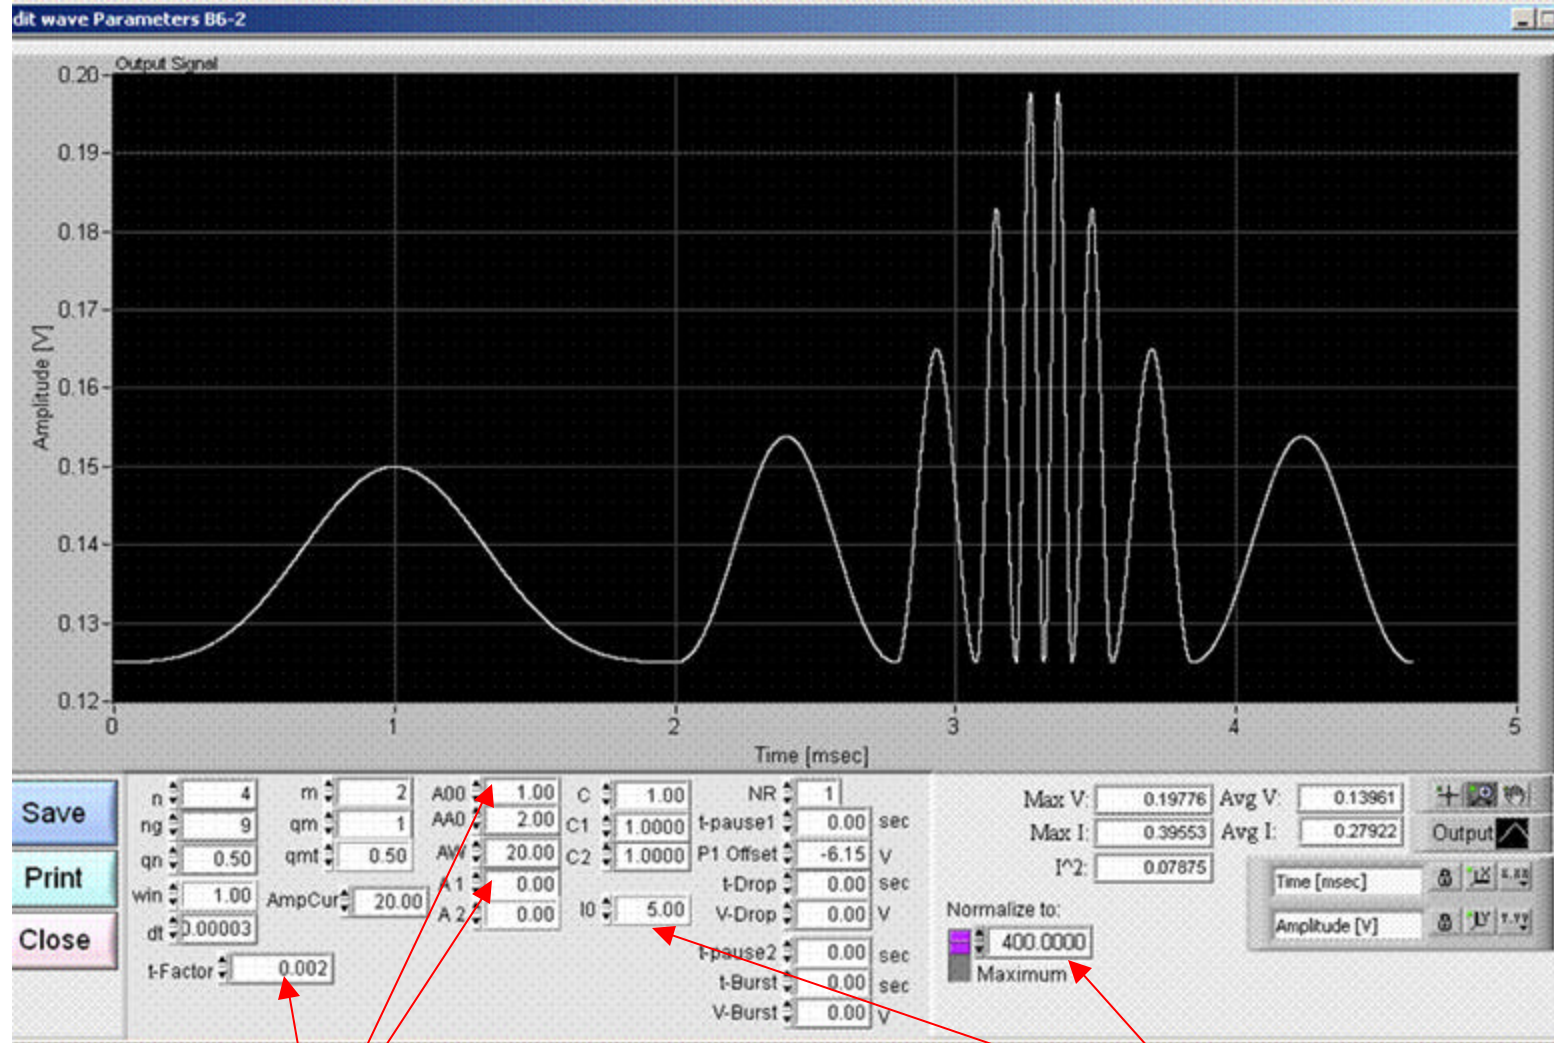 dit wave Parameters B6-2
Output Signal
0.20
0.19
0.18
0.17
0.16
0.15
0.14
0.13
0.12
Amplitude [V]
0 1 2 3 4 5
Time [msec]
Save
Print
Close
n 4
ng 9
qn 0.50
win 1.00
dt 0.00003
t-Factor 0.002
m 2
qm 1
qmt 0.50
AmpCur 20.00
A00 1.00
AA0 2.00
AW 20.00
A 1 0.00
A 2 0.00
C 1.00
C1 1.0000
C2 1.0000
I0 5.00
NR 1
t-pause1 0.00 sec
P1 Offset -6.15 V
t-Drop 0.00 sec
V-Drop 0.00 V
t-pause2 0.00 sec
t-Burst 0.00 sec
V-Burst 0.00 V
Max V: 0.19776 Avg V: 0.13961
Max I: 0.39553 Avg I: 0.27922
I^2: 0.07875
Normalize to:
400.0000
Maximum
Output
Time [msec] X X.XX
Amplitude [V] Y Y.YY